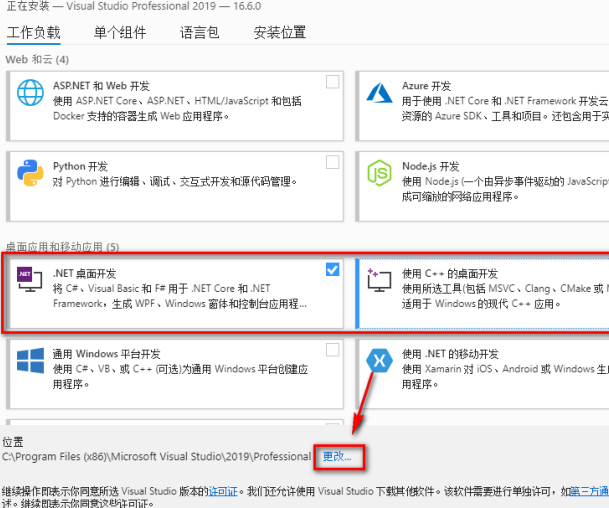 正在安装 — Visual Studio Professional 2019 — 16.6.0
工作负载 单个组件 语言包 安装位置
Web 和云 (4)
ASP.NET 和 Web 开发
使用 ASP.NET Core、ASP.NET、HTML/JavaScript 和包括
Docker 支持的容器生成 Web 应用程序。
Azure 开发
用于使用 .NET Core 和 .NET Framework 开发云
资源的 Azure SDK、工具和项目。还包含用于
Python 开发
对 Python 进行编辑、调试、交互式开发和源代码管理。
Node.js 开发
使用 Node.js (一个由异步事件驱动的 JavaScrip
成可缩放的网络应用程序。
桌面应用和移动应用 (5)
.NET
.NET 桌面开发
将 C#、Visual Basic 和 F# 用于 .NET Core 和 .NET
Framework，生成 WPF、Windows 窗体和控制台应用程...
使用 C++ 的桌面开发
使用所选工具(包括 MSVC、Clang、CMake 或
适用于 Windows 的现代 C++ 应用。
通用 Windows 平台开发
使用 C#、VB、或 C++ (可选)为通用 Windows 平台创建应
用程序。
使用 .NET 的移动开发
使用 Xamarin 对 iOS、Android 或 Windows 生
用程序。
位置
C:\Program Files (x86)\Microsoft Visual Studio\2019\Professional 更改...
继续操作即表示你同意所选 Visual Studio 版本的许可证。我们还允许使用 Visual Studio 下载其他软件。该软件需要进行单独许可，如第三方通
述。继续即表示你同意这些许可证。